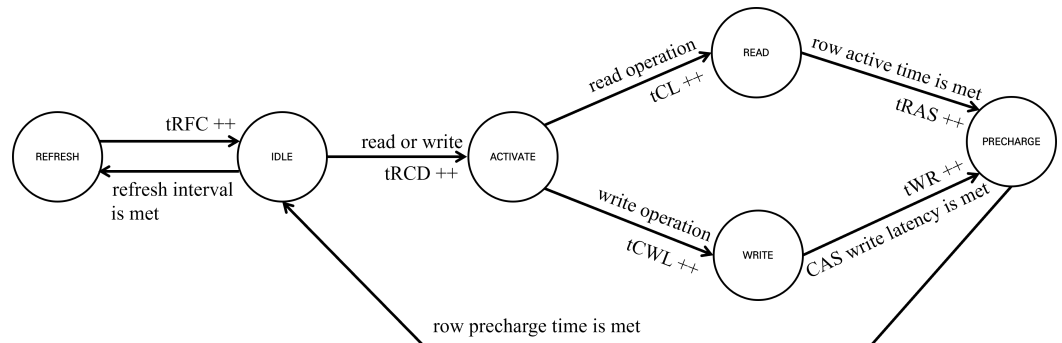 read operation
tCL ++
READ
row active time is met
tRAS ++
REFRESH
tRFC ++
refresh interval
is met
IDLE
read or write
tRCD ++
ACTIVATE
PRECHARGE
write operation
tCWL ++
WRITE
tWR ++
CAS write latency is met
row precharge time is met